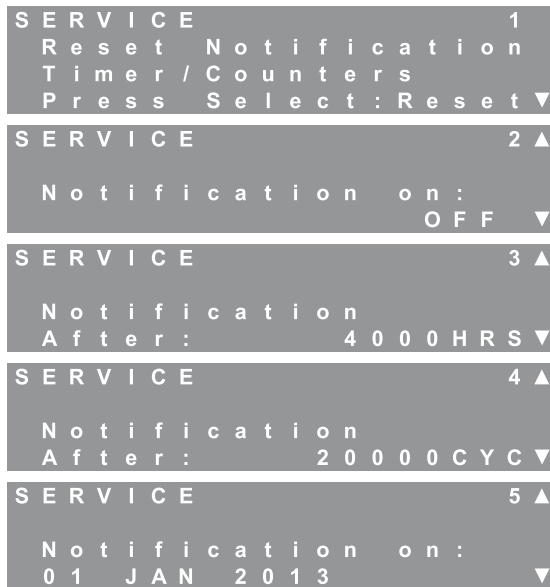 SERVICE 1
Reset Notification
Timer/Counters
Press Select:Reset ▼
SERVICE 2 ▲
Notification on:
OFF ▼
SERVICE 3 ▲
Notification
After: 4000HRS ▼
SERVICE 4 ▲
Notification
After: 20000CYC ▼
SERVICE 5 ▲
Notification on:
01 JAN 2013 ▼